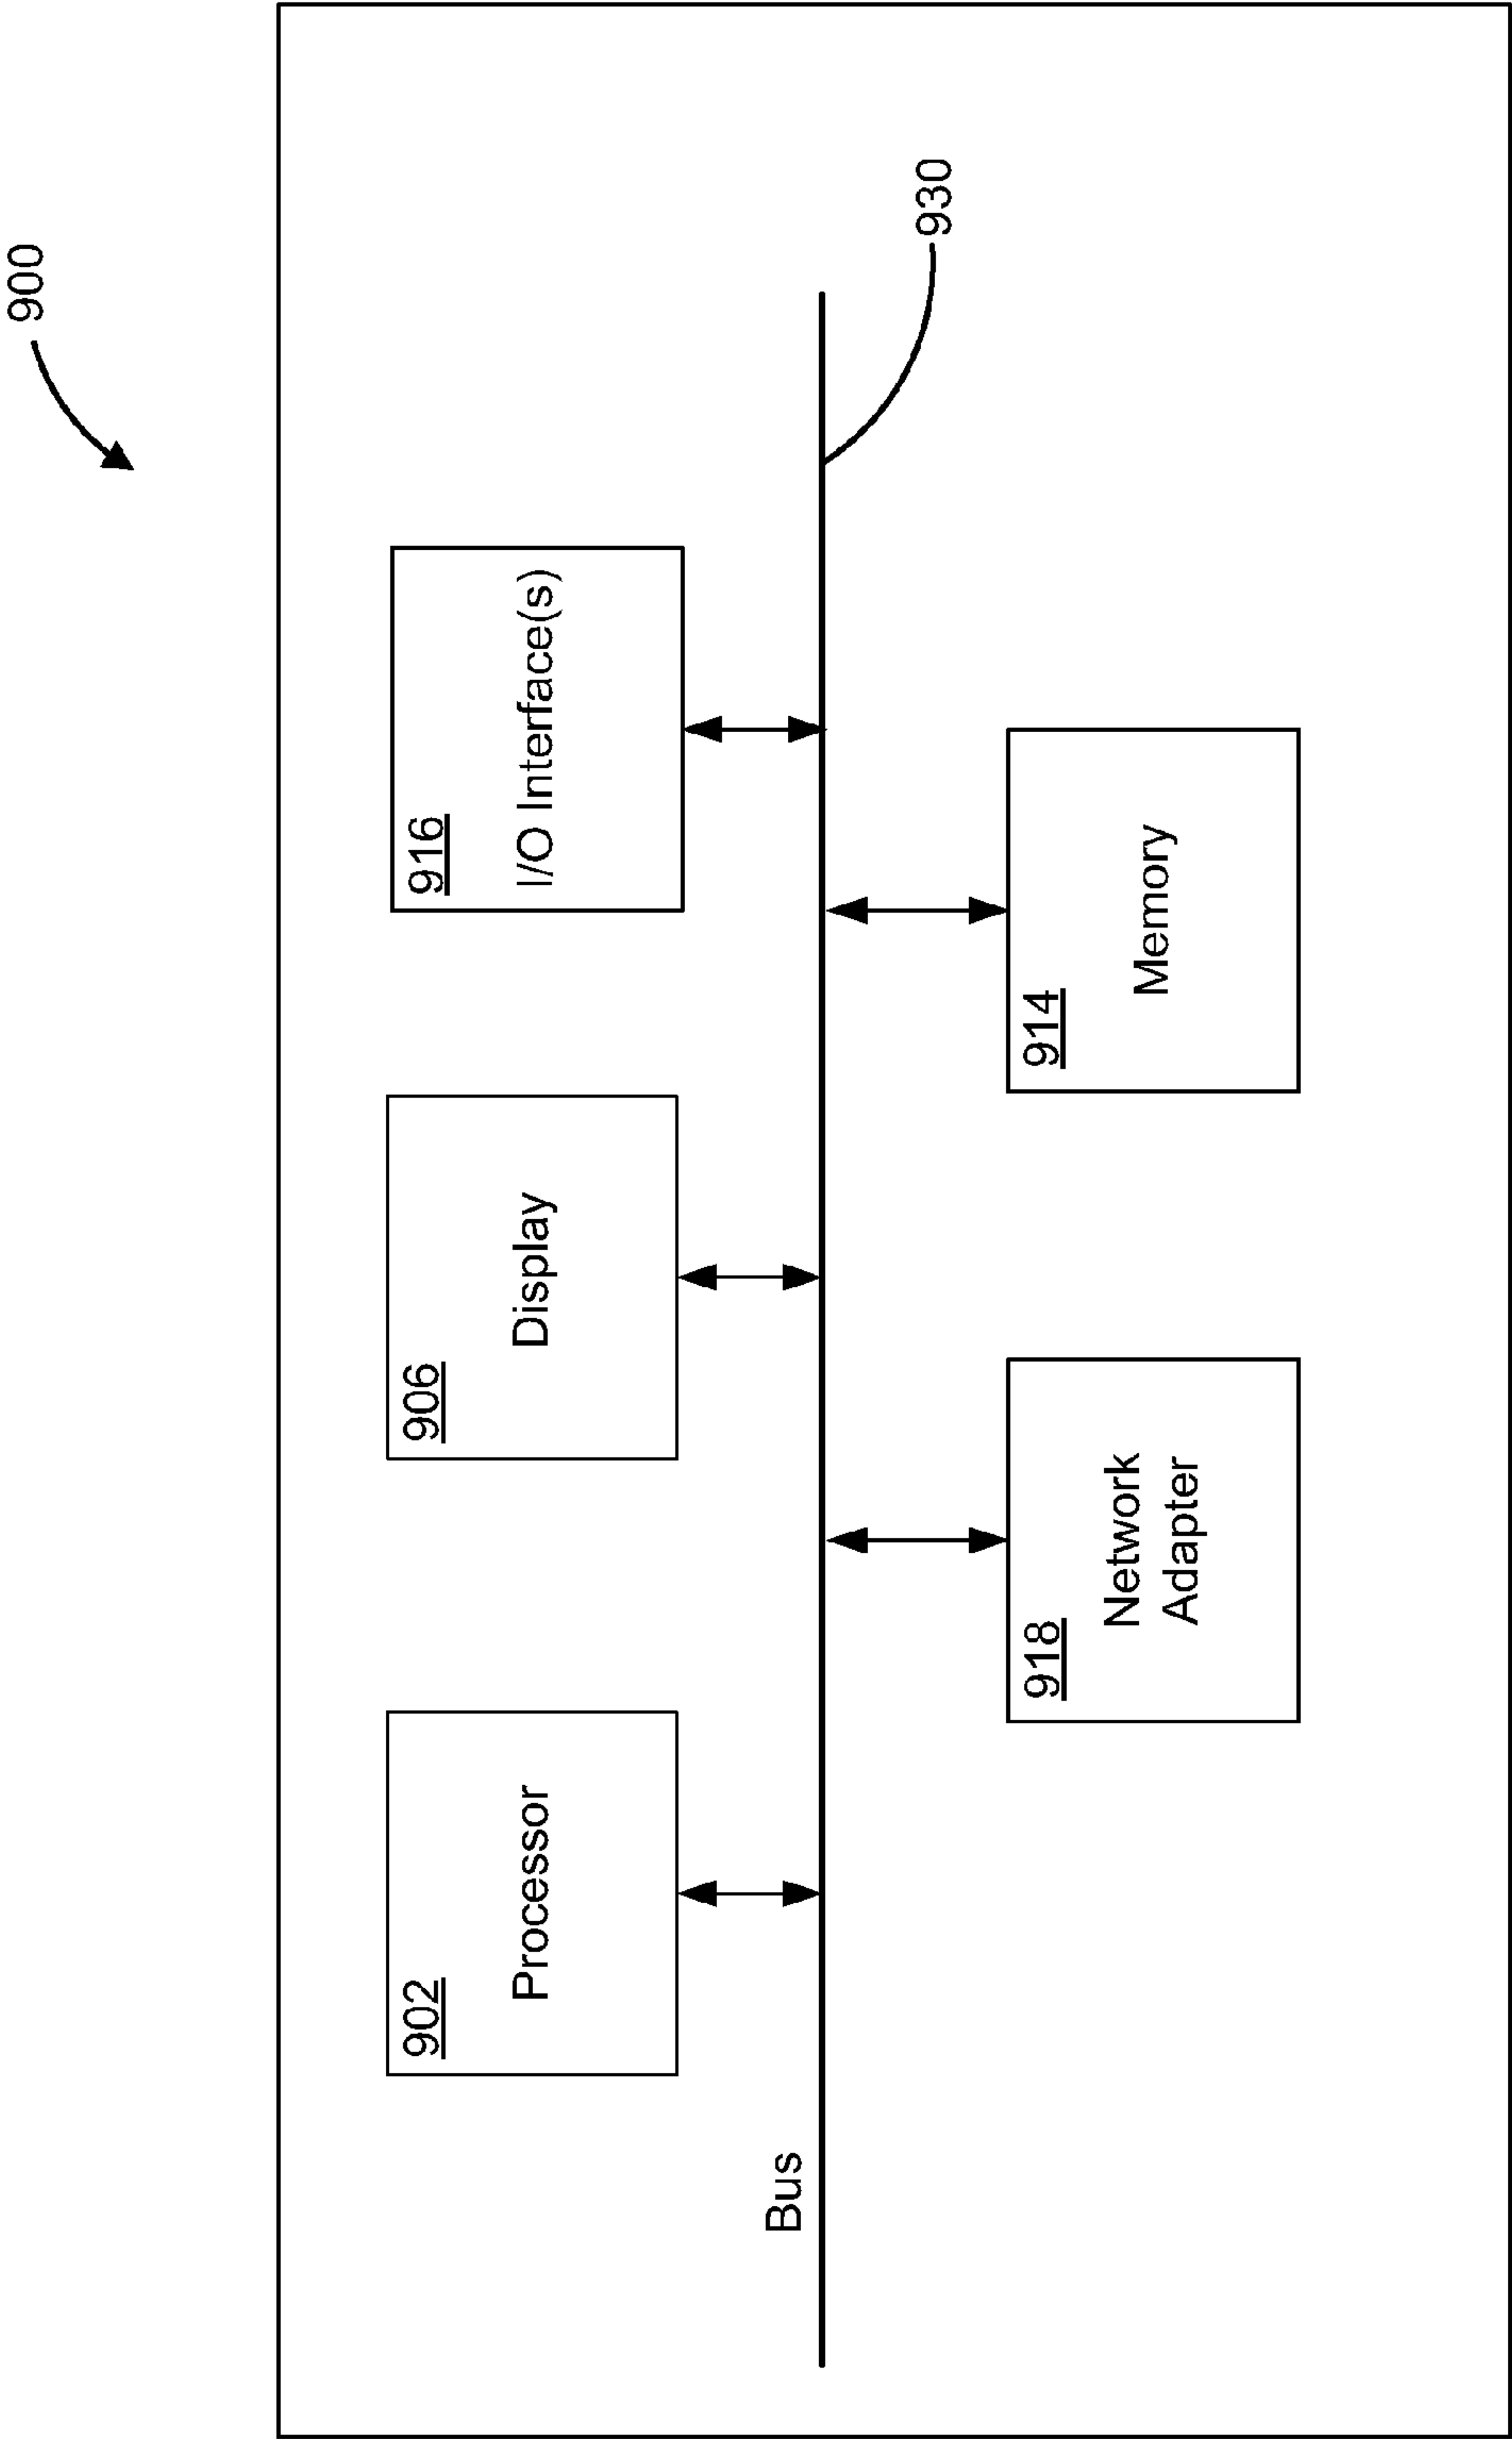 900
902
Processor
906
Display
916
I/O Interface(s)
Bus
930
918
Network
Adapter
914
Memory